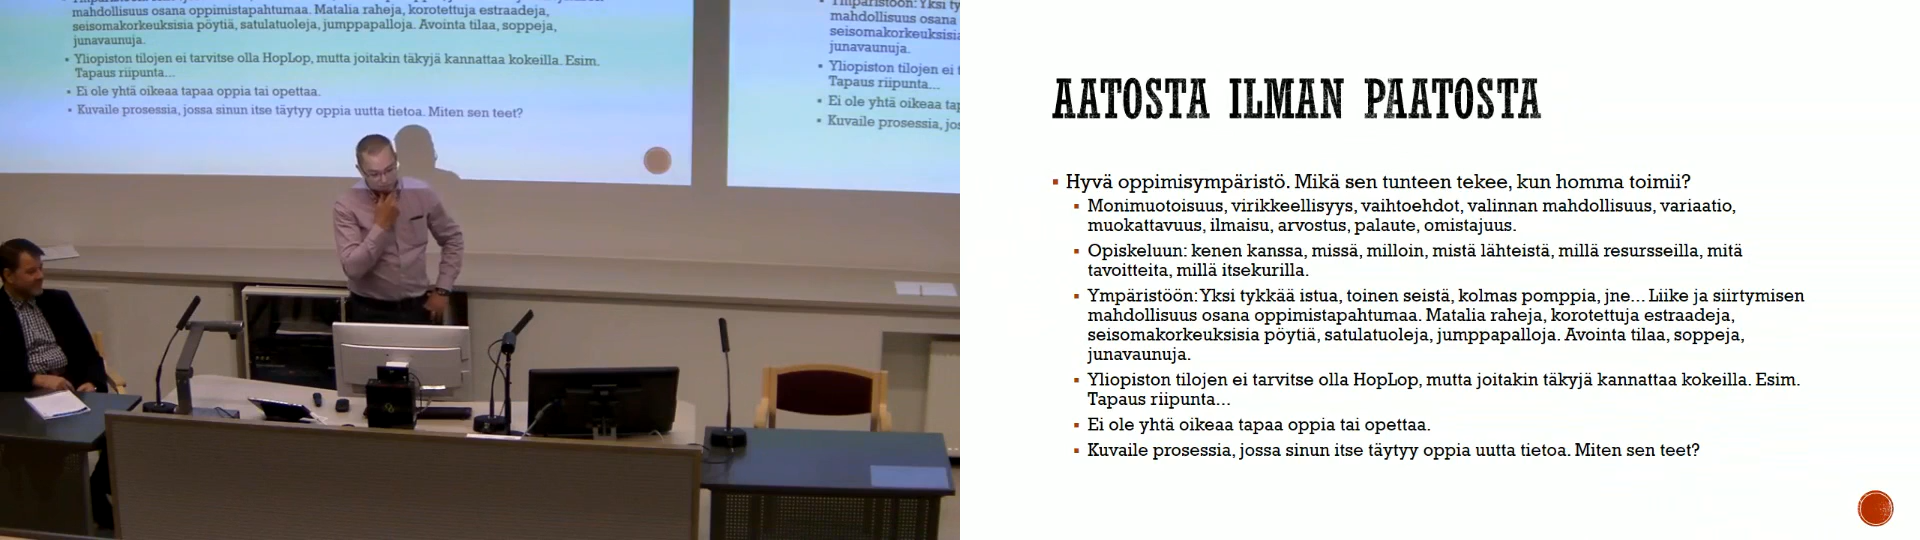 mahdollisuus osana oppimistapahtumaa. Matalia raheja, korotettuja estraadeja,
seisomakorkeuksisia pöytiä, satulatuoleja, jumppapalloja. Avointa tilaa, soppeja,
junavaunuja.
• Yliopiston tilojen ei tarvitse olla HopLop, mutta joitakin täkyjä kannattaa kokeilla. Esim.
Tapaus riipunta...
• Ei ole yhtä oikeaa tapaa oppia tai opettaa.
• Kuvaile prosessia, jossa sinun itse täytyy oppia uutta tietoa. Miten sen teet?
mahdollisuus osana
seisomakorkeuksisia
junavaunuja.
• Yliopiston tilojen ei
Tapaus riipunta...
• Ei ole yhtä oikeaa
• Kuvaile prosessia,
AATOSTA ILMAN PAATOSTA
▪ Hyvä oppimisympäristö. Mikä sen tunteen tekee, kun homma toimii?
▪ Monimuotoisuus, virikkeellisyys, vaihtoehdot, valinnan mahdollisuus, variaatio,
muokattavuus, ilmaisu, arvostus, palaute, omistajuus.
▪ Opiskeluun: kenen kanssa, missä, milloin, mistä lähteistä, millä resursseilla, mitä
tavoitteita, millä itsekurilla.
▪ Ympäristöön: Yksi tykkää istua, toinen seistä, kolmas pomppia, jne... Liike ja siirtymisen
mahdollisuus osana oppimistapahtumaa. Matalia raheja, korotettuja estraadeja,
seisomakorkeuksisia pöytiä, satulatuoleja, jumppapalloja. Avointa tilaa, soppeja,
junavaunuja.
▪ Yliopiston tilojen ei tarvitse olla HopLop, mutta joitakin täkyjä kannattaa kokeilla. Esim.
Tapaus riipunta...
▪ Ei ole yhtä oikeaa tapaa oppia tai opettaa.
▪ Kuvaile prosessia, jossa sinun itse täytyy oppia uutta tietoa. Miten sen teet?